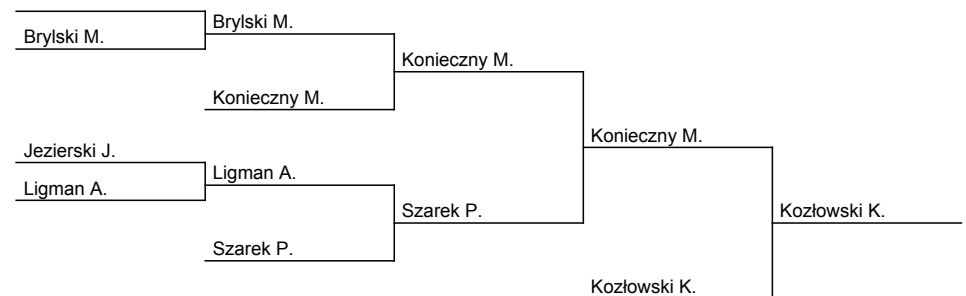 Brylski M.
Brylski M.
Konieczny M.
Konieczny M.
Konieczny M.
Jezierski J.
Ligman A.
Ligman A.
Szarek P.
Kozłowski K.
Szarek P.
Kozłowski K.